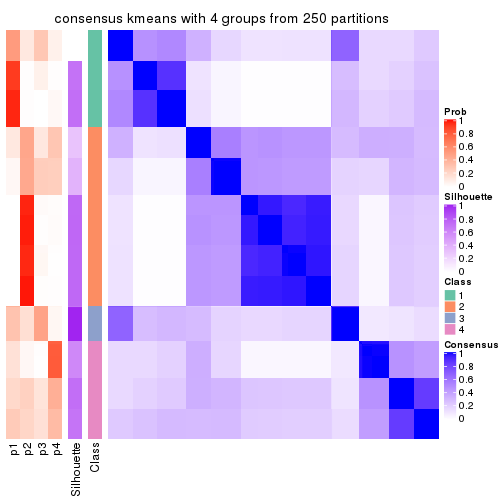 consensus kmeans with 4 groups from 250 partitions
Prob
1
0.8
0.6
0.4
0.2
0
Silhouette
1
0.8
0.6
0.4
0.2
0
Class
1
2
3
4
Consensus
1
0.8
0.6
0.4
0.2
0
p1
p2
p3
p4
Silhouette
Class